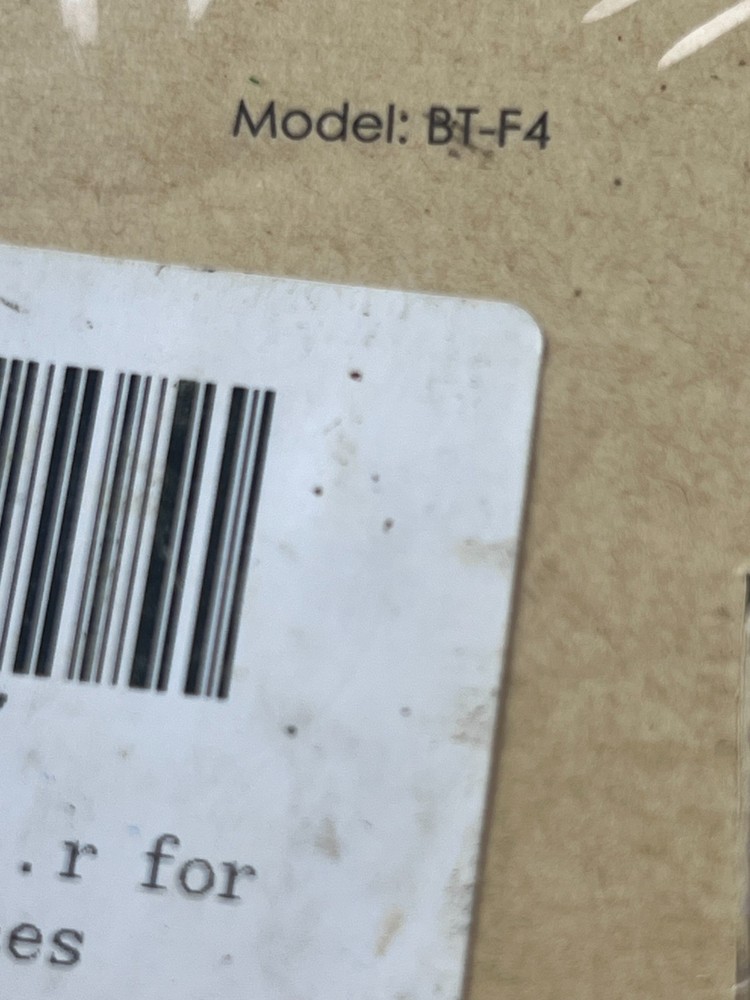 Model: BT-F4
.r for
es